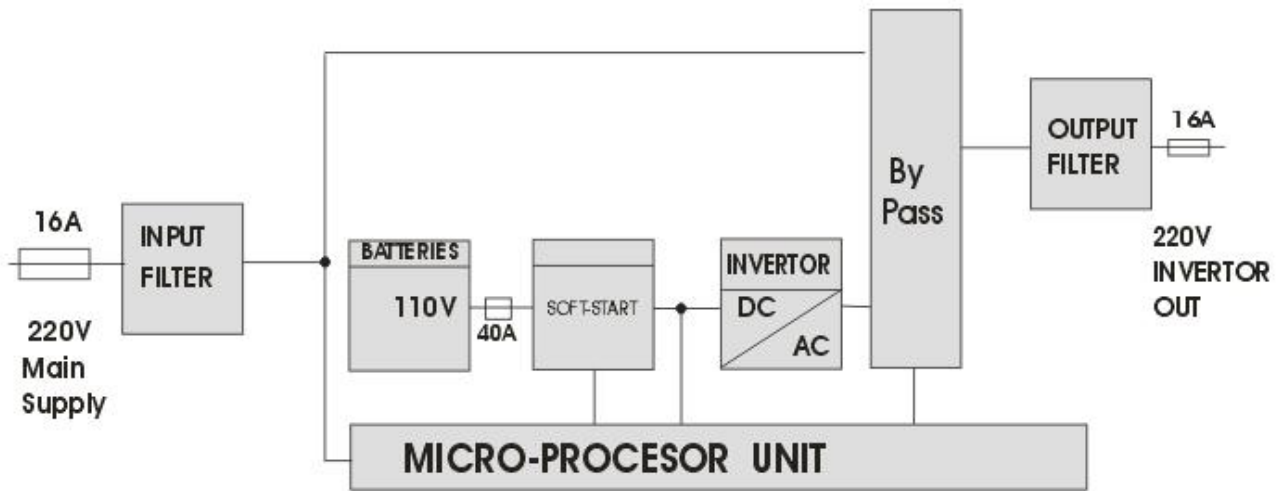 16A
INPUT
FILTER
220V
Main
Supply
BATTERIES
110V
40A
SOFT-START
INVERTOR
DC
AC
By
Pass
OUTPUT
FILTER
16A
220V
INVERTOR
OUT
MICRO-PROCESOR UNIT